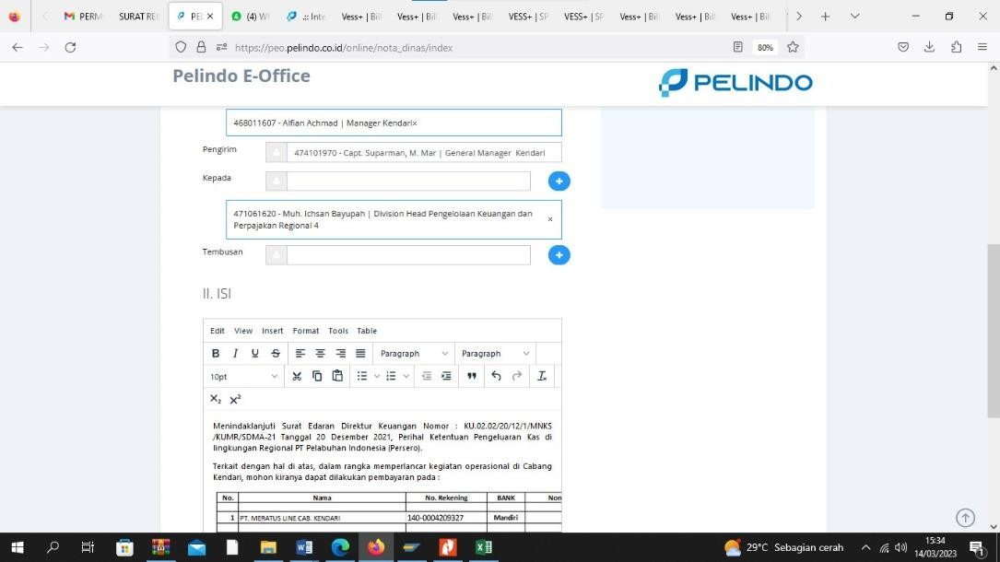 PERM
SURAT RE
PEL
(4) W
.:: Inte
Vess+ | Bil
Vess+ | Bil
Vess+ | Bil
VESS+ | SP
VESS+ | SP
Vess+ | Bil
Vess+ | Bil
Vess+ | Bil
https://peo.pelindo.co.id/online/nota_dinas/index
80%
Pelindo E-Office
PELINDO
468011607 - Alfian Achmad | Manager Kendari×
Pengirim
474101970 - Capt. Suparman, M. Mar | General Manager Kendari
Kepada
471061620 - Muh. Ichsan Bayupah | Division Head Pengelolaan Keuangan dan
Perpajakan Regional 4
×
Tembusan
II. ISI
Edit View Insert Format Tools Table
B I U S Paragraph Paragraph
10pt
X₂ X²
Menindaklanjuti Surat Edaran Direktur Keuangan Nomor : KU.02.02/20/12/1/MNKS
/KUMR/SDMA-21 Tanggal 20 Desember 2021, Perihal Ketentuan Pengeluaran Kas di
lingkungan Regional PT Pelabuhan Indonesia (Persero).
Terkait dengan hal di atas, dalam rangka memperlancar kegiatan operasional di Cabang
Kendari, mohon kiranya dapat dilakukan pembayaran pada :
No. Nama No. Rekening BANK Nom
1 PT. MERATUS LINE CAB. KENDARI 140-0004209327 Mandiri
29°C Sebagian cerah
15:34
14/03/2023
1